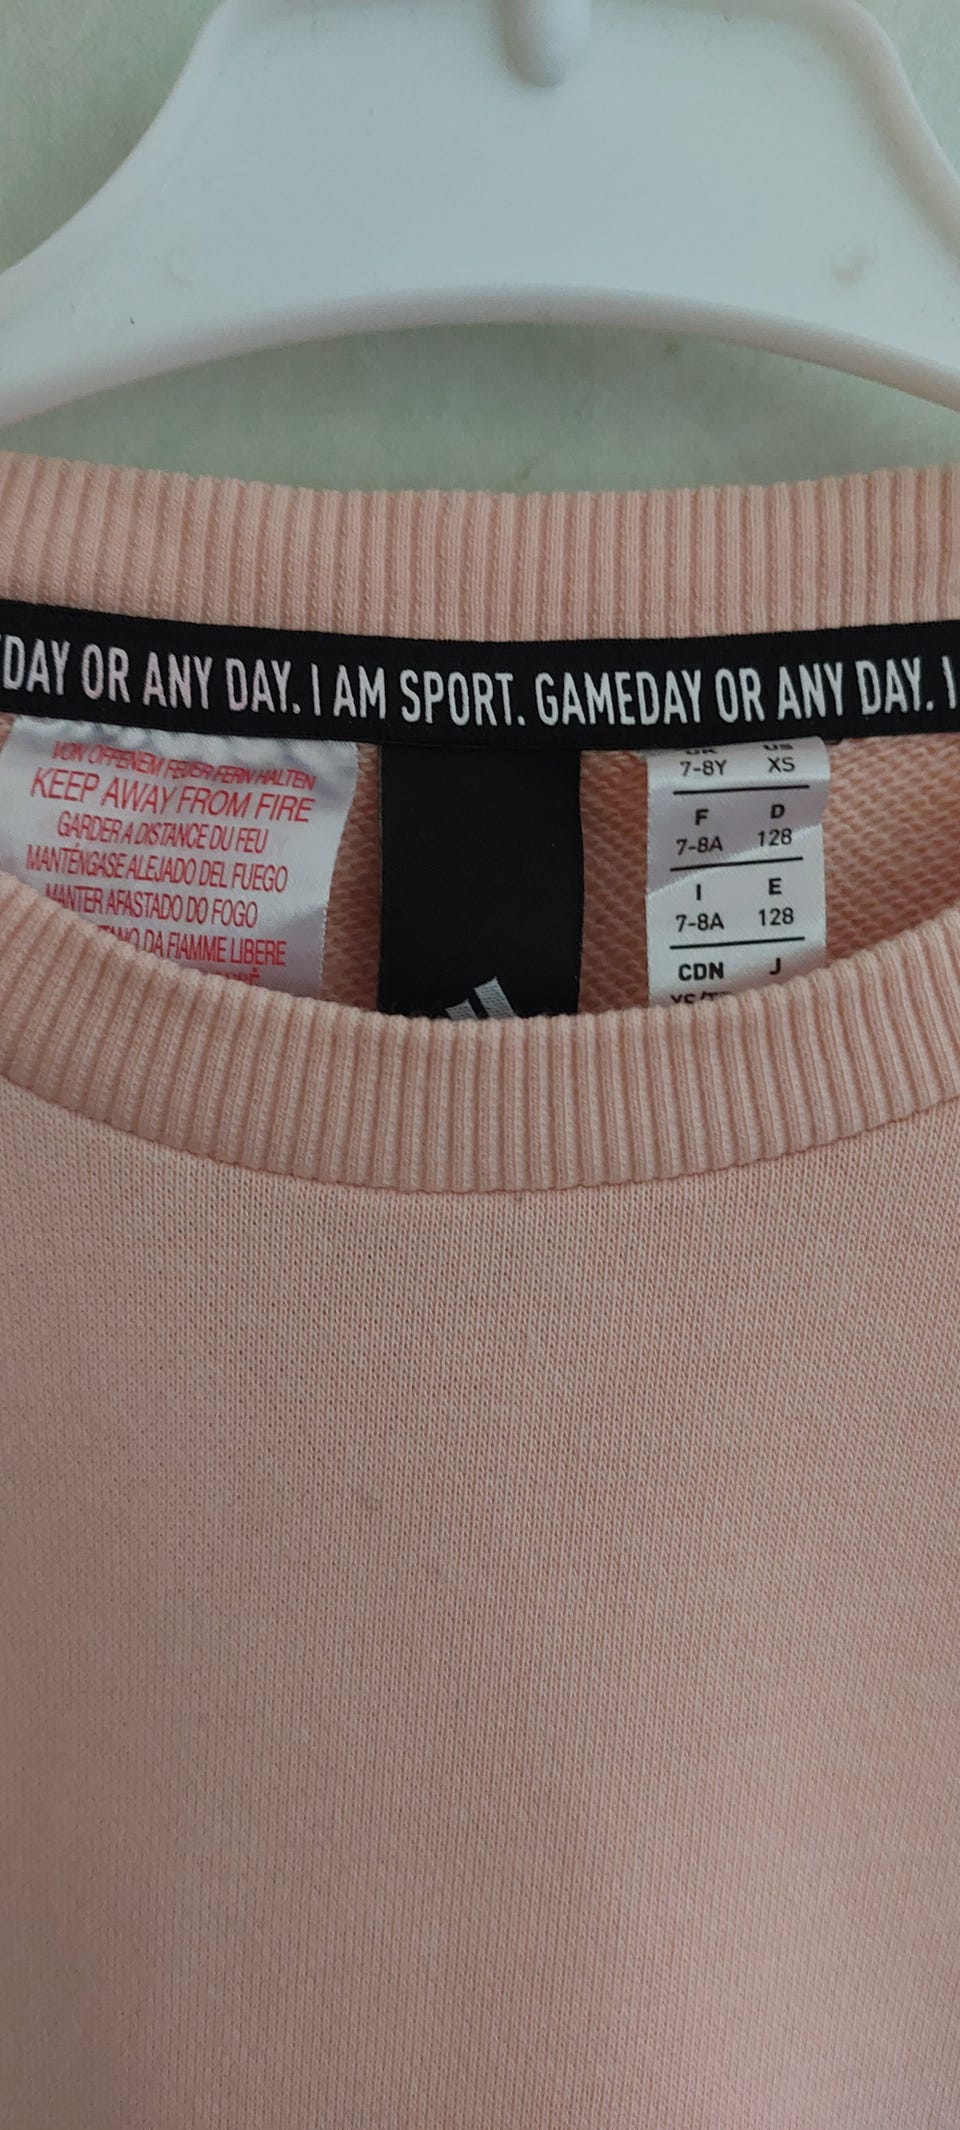 DAY OR ANY DAY. I AM SPORT. GAMEDAY OR ANY DAY. I
VON OFFENEM FEUER FERN HALTEN
KEEP AWAY FROM FIRE
GARDER A DISTANCE DU FEU
MANTÉNGASE ALEJADO DEL FUEGO
MANTER AFASTADO DO FOGO
DA FIAMME LIBERE
UK US
7-8Y XS
F D
7-8A 128
I E
7-8A 128
CDN J